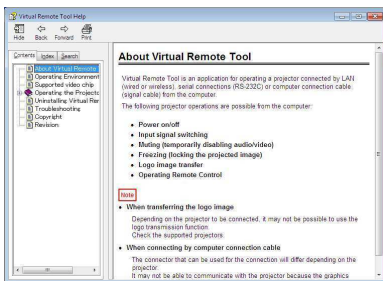 Virtual Remote Tool Help
Hide Back Forward Print
Contents Index Search
About Virtual Remote
Operating Environment
Supported video chip
Operating the Projecto
Uninstalling Virtual Rer
Troubleshooting
Copyright
Revision
About Virtual Remote Tool
Virtual Remote Tool is an application for operating a projector connected by LAN
(wired or wireless), serial connections (RS-232C) or computer connection cable
(signal cable) from the computer.
The following projector operations are possible from the computer:
• Power on/off
• Input signal switching
• Muting (temporarily disabling audio/video)
• Freezing (locking the projected image)
• Logo image transfer
• Operating Remote Control
Note
• When transferring the logo image
Depending on the projector to be connected, it may not be possible to use the
logo transmission function.
Check the supported projectors.
• When connecting by computer connection cable
The connector that can be used for the connection will differ depending on the
projector.
It may not be able to communicate with the projector because the graphics